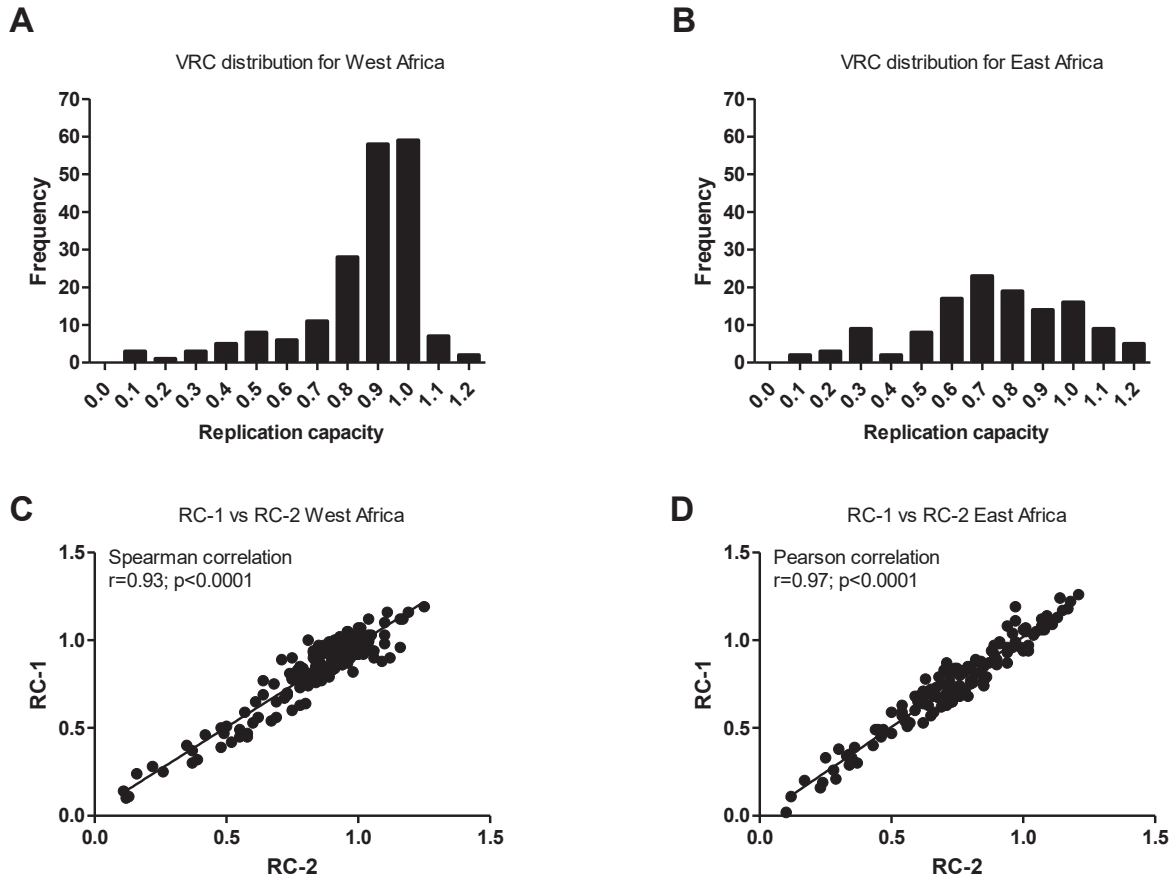 A
VRC distribution for West Africa
70
60
50
40
30
20
10
0
Frequency
0.0 0.1 0.2 0.3 0.4 0.5 0.6 0.7 0.8 0.9 1.0 1.1 1.2
Replication capacity
B
VRC distribution for East Africa
70
60
50
40
30
20
10
0
Frequency
0.0 0.1 0.2 0.3 0.4 0.5 0.6 0.7 0.8 0.9 1.0 1.1 1.2
Replication capacity
C
RC-1 vs RC-2 West Africa
Spearman correlation
r=0.93; p<0.0001
1.5
1.0
0.5
0.0
RC-1
0.0 0.5 1.0 1.5
RC-2
D
RC-1 vs RC-2 East Africa
Pearson correlation
r=0.97; p<0.0001
1.5
1.0
0.5
0.0
RC-1
0.0 0.5 1.0 1.5
RC-2